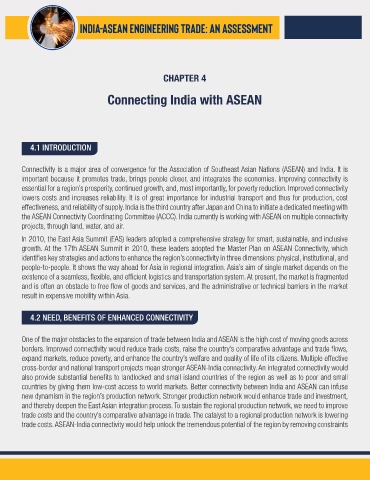 INDIA-ASEAN ENGINEERING TRADE: AN ASSESSMENT
CHAPTER 4
Connecting India with ASEAN
4.1 INTRODUCTION
Connectivity is a major area of convergence for the Association of Southeast Asian Nations (ASEAN) and India. It is
important because it promotes trade, brings people closer, and integrates the economies. Improving connectivity is
essential for a region's prosperity, continued growth, and, most importantly, for poverty reduction. Improved connectivity
lowers costs and increases reliability. It is of great importance for industrial transport and thus for production, cost
effectiveness, and reliability of supply. India is the third country after Japan and China to initiate a dedicated meeting with
the ASEAN Connectivity Coordinating Committee (ACCC). India currently is working with ASEAN on multiple connectivity
projects, through land, water, and air.
In 2010, the East Asia Summit (EAS) leaders adopted a comprehensive strategy for smart, sustainable, and inclusive
growth. At the 17th ASEAN Summit in 2010, these leaders adopted the Master Plan on ASEAN Connectivity, which
identifies key strategies and actions to enhance the region's connectivity in three dimensions: physical, institutional, and
people-to-people. It shows the way ahead for Asia in regional integration. Asia's aim of single market depends on the
existence of a seamless, flexible, and efficient logistics and transportation system. At present, the market is fragmented
and is often an obstacle to free flow of goods and services, and the administrative or technical barriers in the market
result in expensive mobility within Asia.
4.2 NEED, BENEFITS OF ENHANCED CONNECTIVITY
One of the major obstacles to the expansion of trade between India and ASEAN is the high cost of moving goods across
borders. Improved connectivity would reduce trade costs, raise the country's comparative advantage and trade flows,
expand markets, reduce poverty, and enhance the country's welfare and quality of life of its citizens. Multiple effective
cross-border and national transport projects mean stronger ASEAN-India connectivity. An integrated connectivity would
also provide substantial benefits to landlocked and small island countries of the region as well as to poor and small
countries by giving them low-cost access to world markets. Better connectivity between India and ASEAN can infuse
new dynamism in the region's production network. Stronger production network would enhance trade and investment,
and thereby deepen the East Asian integration process. To sustain the regional production network, we need to improve
trade costs and the country's comparative advantage in trade. The catalyst to a regional production network is lowering
trade costs. ASEAN-India connectivity would help unlock the tremendous potential of the region by removing constraints